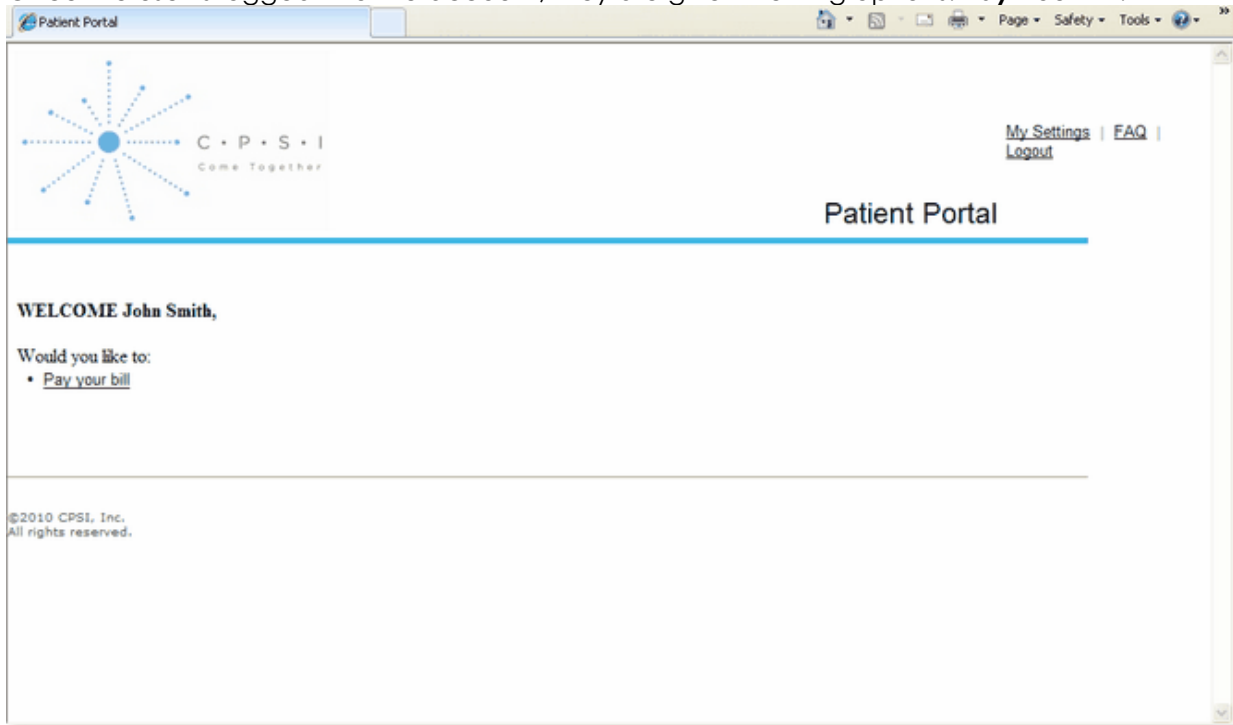 Patient Portal
Page
Safety
Tools
»
C • P • S • I
Come Together
My Settings | FAQ |
Logout
Patient Portal
WELCOME John Smith,
Would you like to:
• Pay your bill
©2010 CPSI, Inc.
All rights reserved.